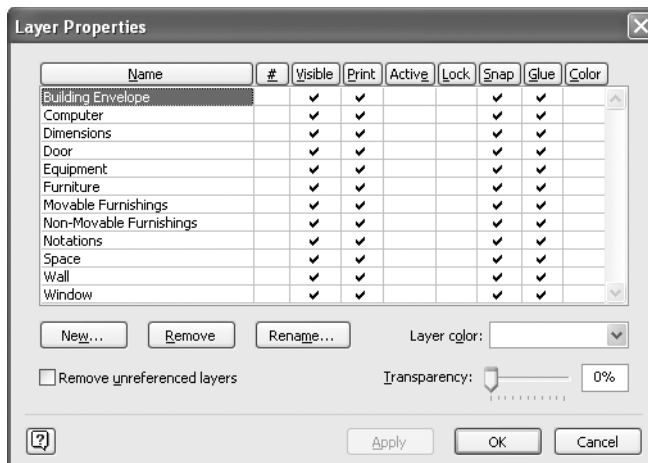 Layer Properties
Name # Visible Print Active Lock Snap Glue Color
Building Envelope ✔ ✔ ✔ ✔
Computer ✔ ✔ ✔ ✔
Dimensions ✔ ✔ ✔ ✔
Door ✔ ✔ ✔ ✔
Equipment ✔ ✔ ✔ ✔
Furniture ✔ ✔ ✔ ✔
Movable Furnishings ✔ ✔ ✔ ✔
Non-Movable Furnishings ✔ ✔ ✔ ✔
Notations ✔ ✔ ✔ ✔
Space ✔ ✔ ✔ ✔
Wall ✔ ✔ ✔ ✔
Window ✔ ✔ ✔ ✔
New... Remove Rename... Layer color:
Remove unreferenced layers Transparency: 0%
? Apply OK Cancel